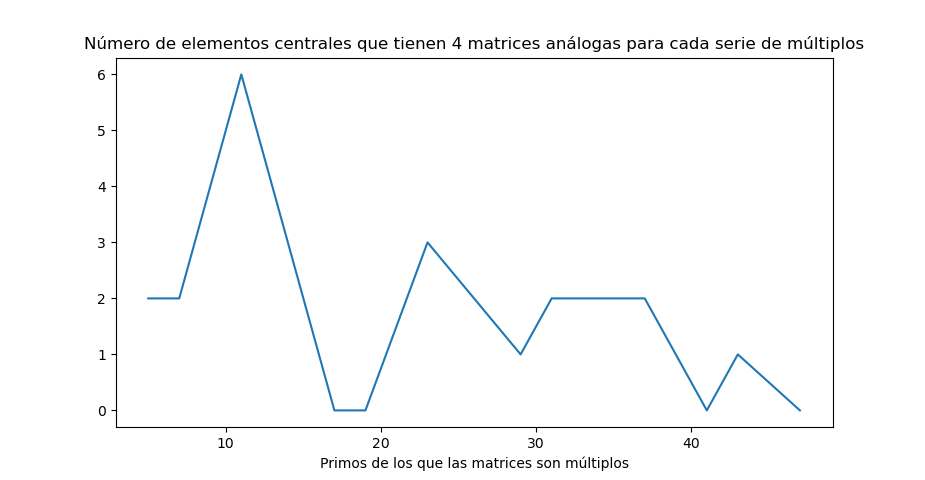 Número de elementos centrales que tienen 4 matrices análogas para cada serie de múltiplos
6
5
4
3
2
1
0
10 20 30 40
Primos de los que las matrices son múltiplos